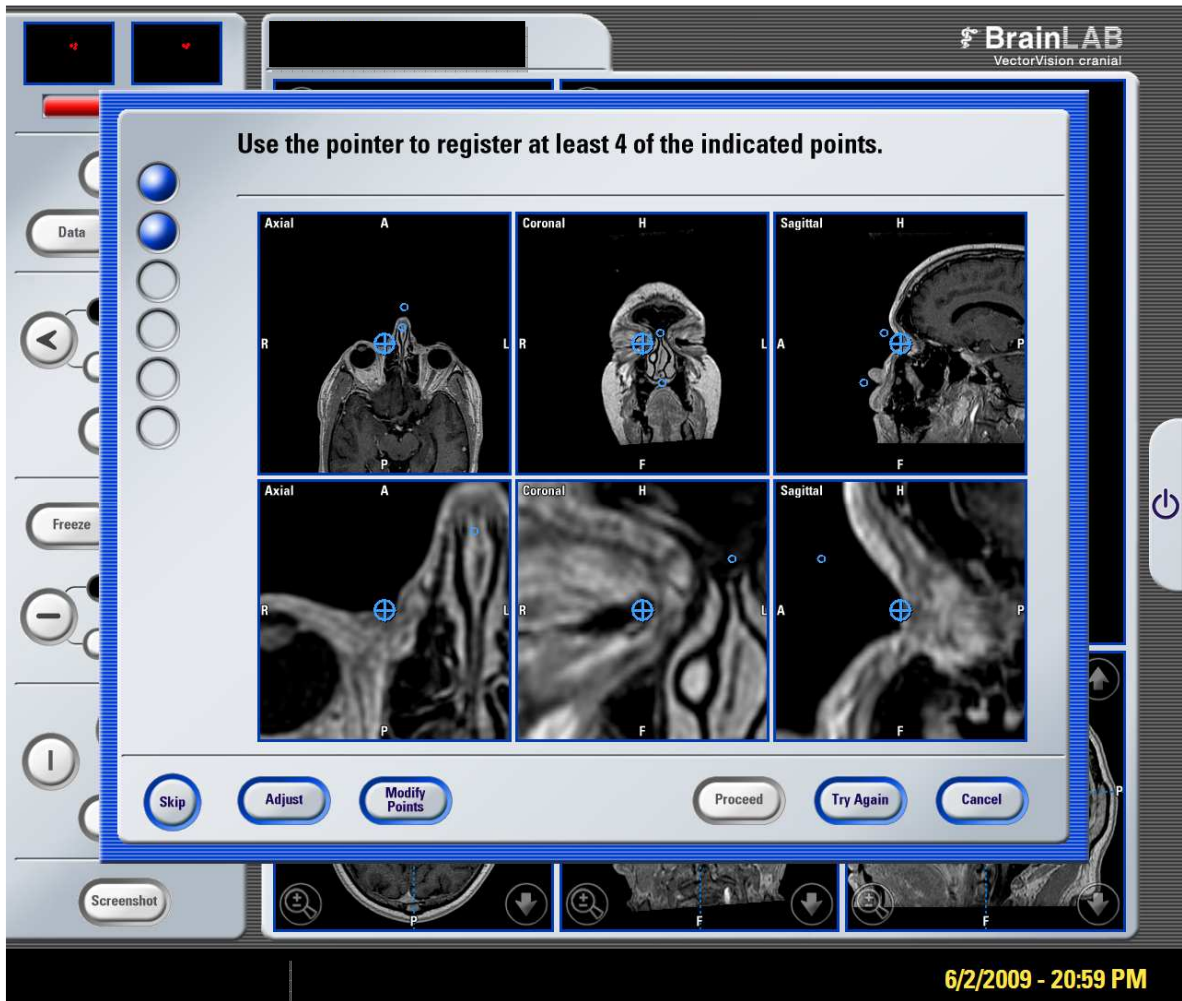 BrainLAB
VectorVision cranial
Use the pointer to register at least 4 of the indicated points.
Data
Freeze
Screenshot
Axial A
R L
P
Coronal H
R L
F
Sagittal H
A P
F
Axial A
R L
P
Coronal H
R L
F
Sagittal H
A P
F
Skip
Adjust
Modify
Points
Proceed
Try Again
Cancel
P
P
F
F
6/2/2009 - 20:59 PM